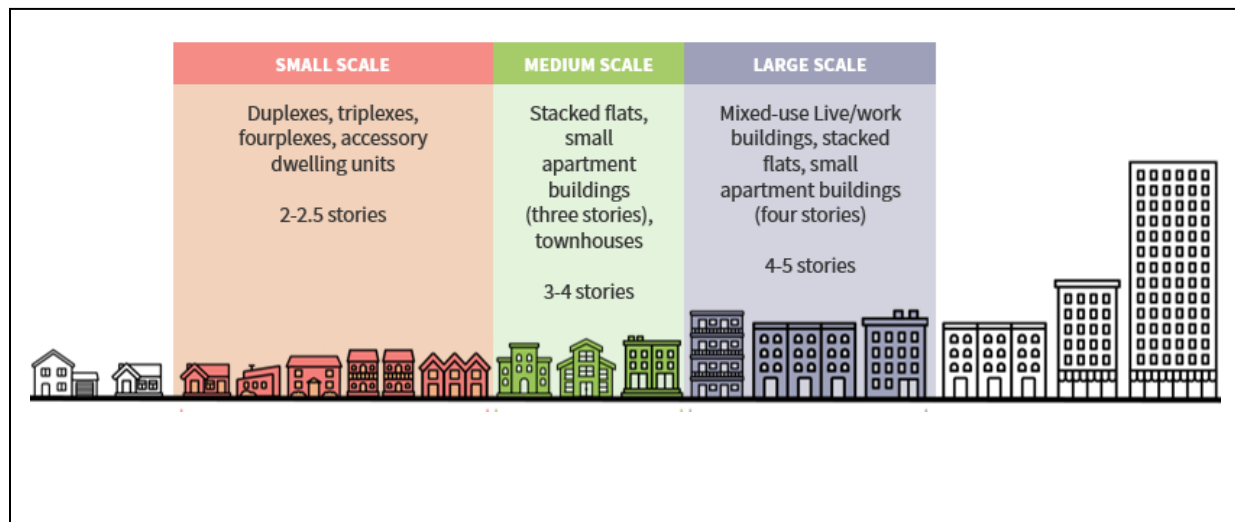 SMALL SCALE
Duplexes, triplexes,
fourplexes, accessory
dwelling units
2-2.5 stories
MEDIUM SCALE
Stacked flats,
small
apartment
buildings
(three stories),
townhouses
3-4 stories
LARGE SCALE
Mixed-use Live/work
buildings, stacked
flats, small
apartment buildings
(four stories)
4-5 stories